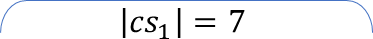 |cs₁| = 7